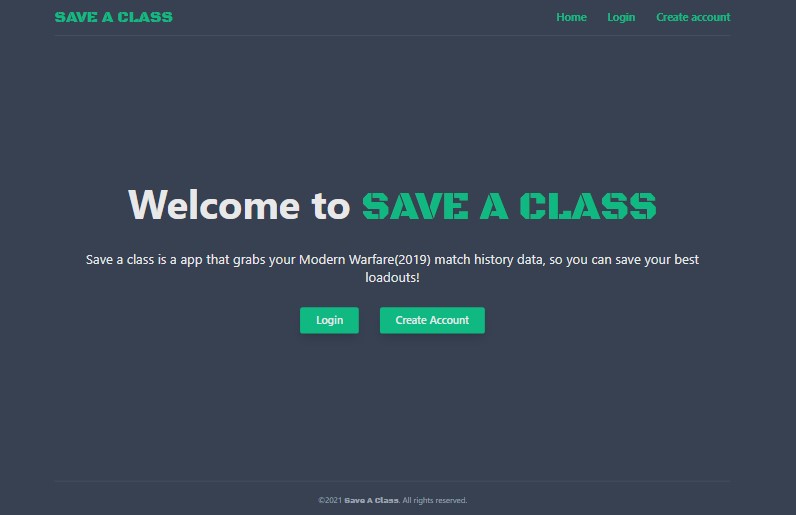 SAVE A CLASS
Home Login Create account
Welcome to SAVE A CLASS
Save a class is a app that grabs your Modern Warfare(2019) match history data, so you can save your best
loadouts!
Login Create Account
©2021 Save A Class. All rights reserved.